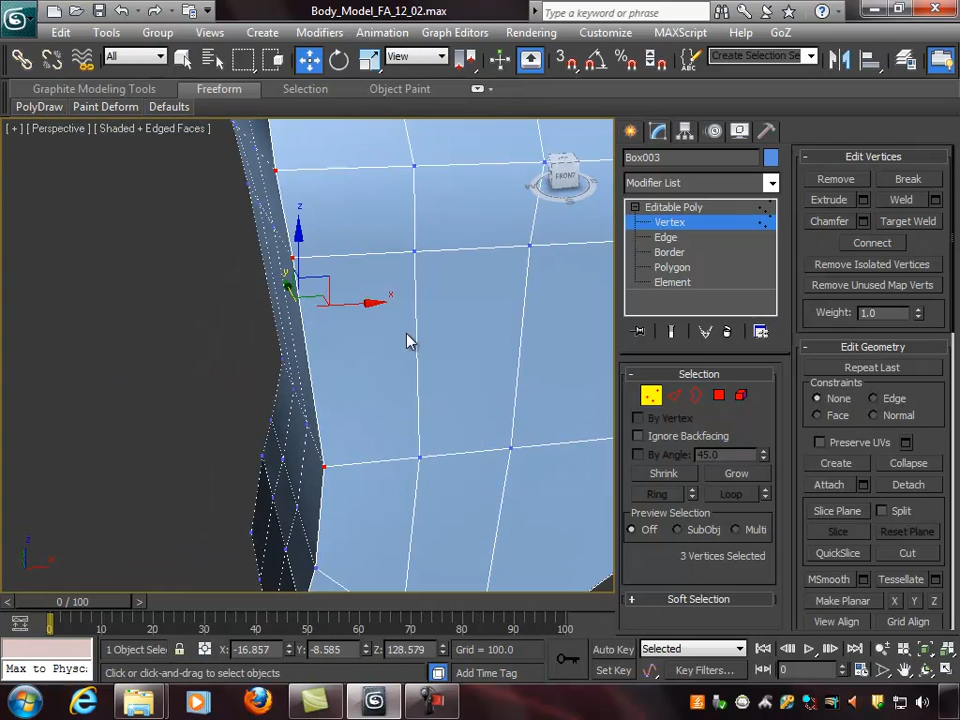 Body_Model_FA_12_02.max
Type a keyword or phrase
Edit Tools Group Views Create Modifiers Animation Graph Editors Rendering Customize MAXScript Help GoZ
All View 3 Create Selection Se
Graphite Modeling Tools Freeform Selection Object Paint
PolyDraw Paint Deform Defaults
[ + ] [ Perspective ] [ Shaded + Edged Faces ]
FRONT
z
y
x
z
x
Box003
Modifier List
Editable Poly
Vertex
Edge
Border
Polygon
Element
Selection
By Vertex
Ignore Backfacing
By Angle: 45.0
Shrink Grow
Ring Loop
Preview Selection
Off SubObj Multi
3 Vertices Selected
Soft Selection
Edit Vertices
Remove Break
Extrude Weld
Chamfer Target Weld
Connect
Remove Isolated Vertices
Remove Unused Map Verts
Weight: 1.0
Edit Geometry
Repeat Last
Constraints
None Edge
Face Normal
Preserve UVs
Create Collapse
Attach Detach
Slice Plane Split
Slice Reset Plane
QuickSlice Cut
MSmooth Tessellate
Make Planar X Y Z
View Align Grid Align
0 / 100
0 10 20 30 40 50 60 70 80 90 100
1 Object Sele X: -16.857 Y: -8.585 Z: 128.579 Grid = 100.0 Auto Key Selected
Max to Physc Click or click-and-drag to select objects Add Time Tag Set Key Key Filters... 0